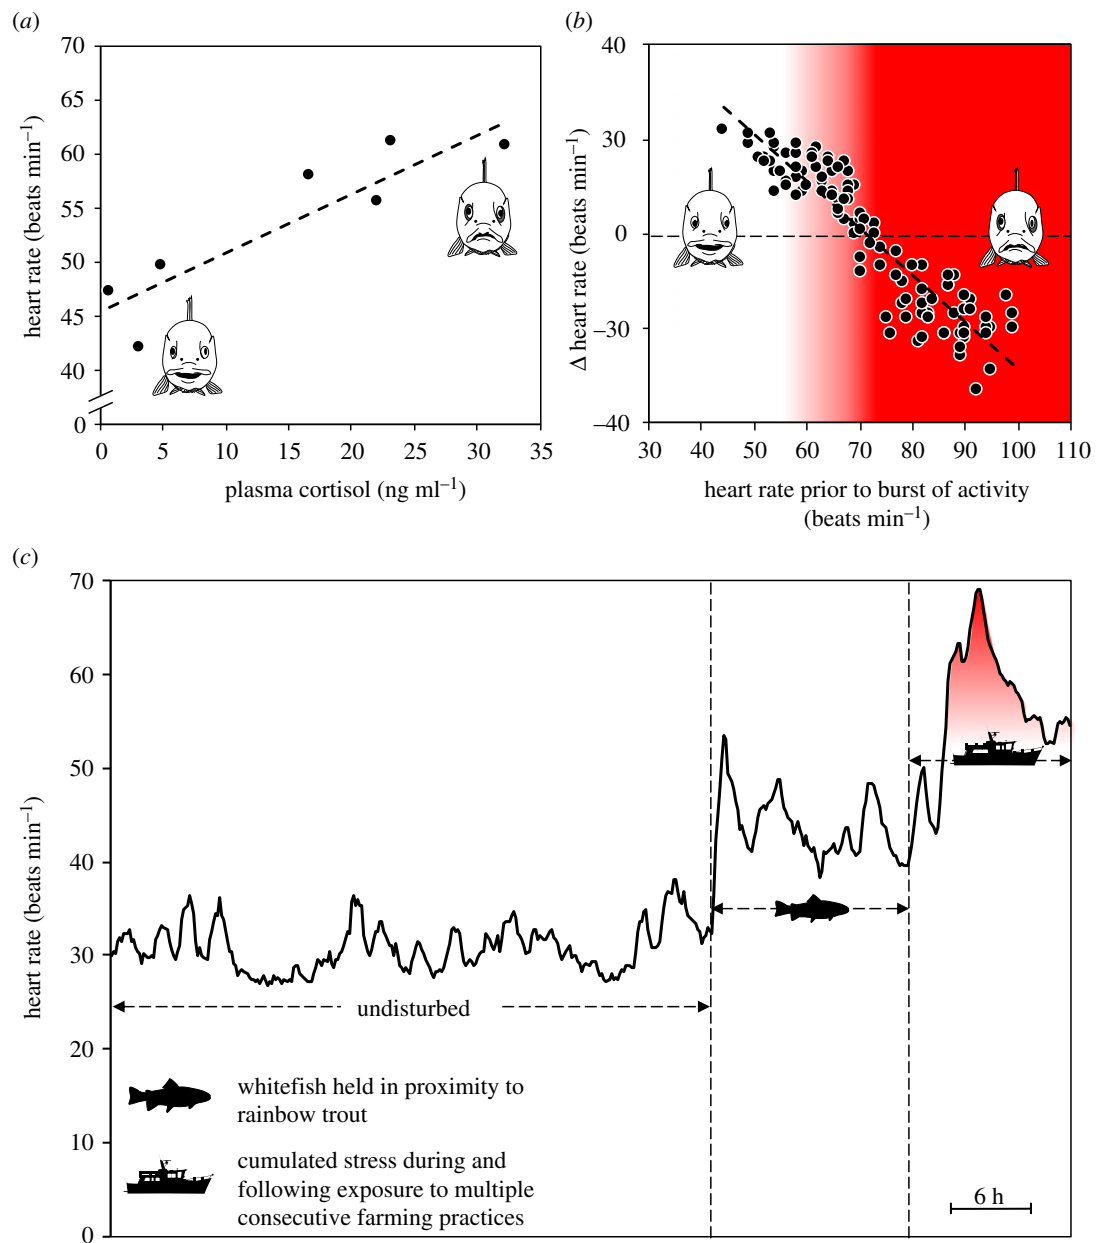 (a)
70
65
60
55
50
45
40
0
heart rate (beats min⁻¹)
0 5 10 15 20 25 30 35
plasma cortisol (ng ml⁻¹)
(b)
40
30
0
–30
–40
Δ heart rate (beats min⁻¹)
30 40 50 60 70 80 90 100 110
heart rate prior to burst of activity
(beats min⁻¹)
(c)
70
60
50
40
30
20
10
0
heart rate (beats min⁻¹)
undisturbed
whitefish held in proximity to
rainbow trout
cumulated stress during and
following exposure to multiple
consecutive farming practices
6 h